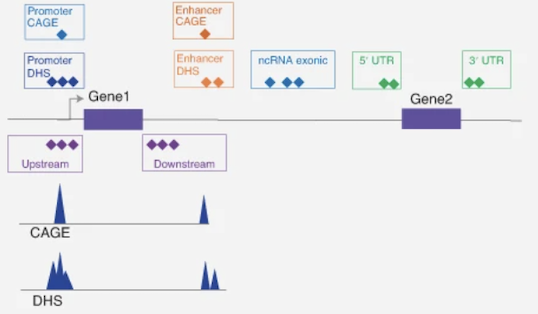 Promoter
CAGE
Enhancer
CAGE
Promoter
DHS
Enhancer
DHS
ncRNA exonic
5' UTR
3' UTR
Gene1
Gene2
Upstream
Downstream
CAGE
DHS